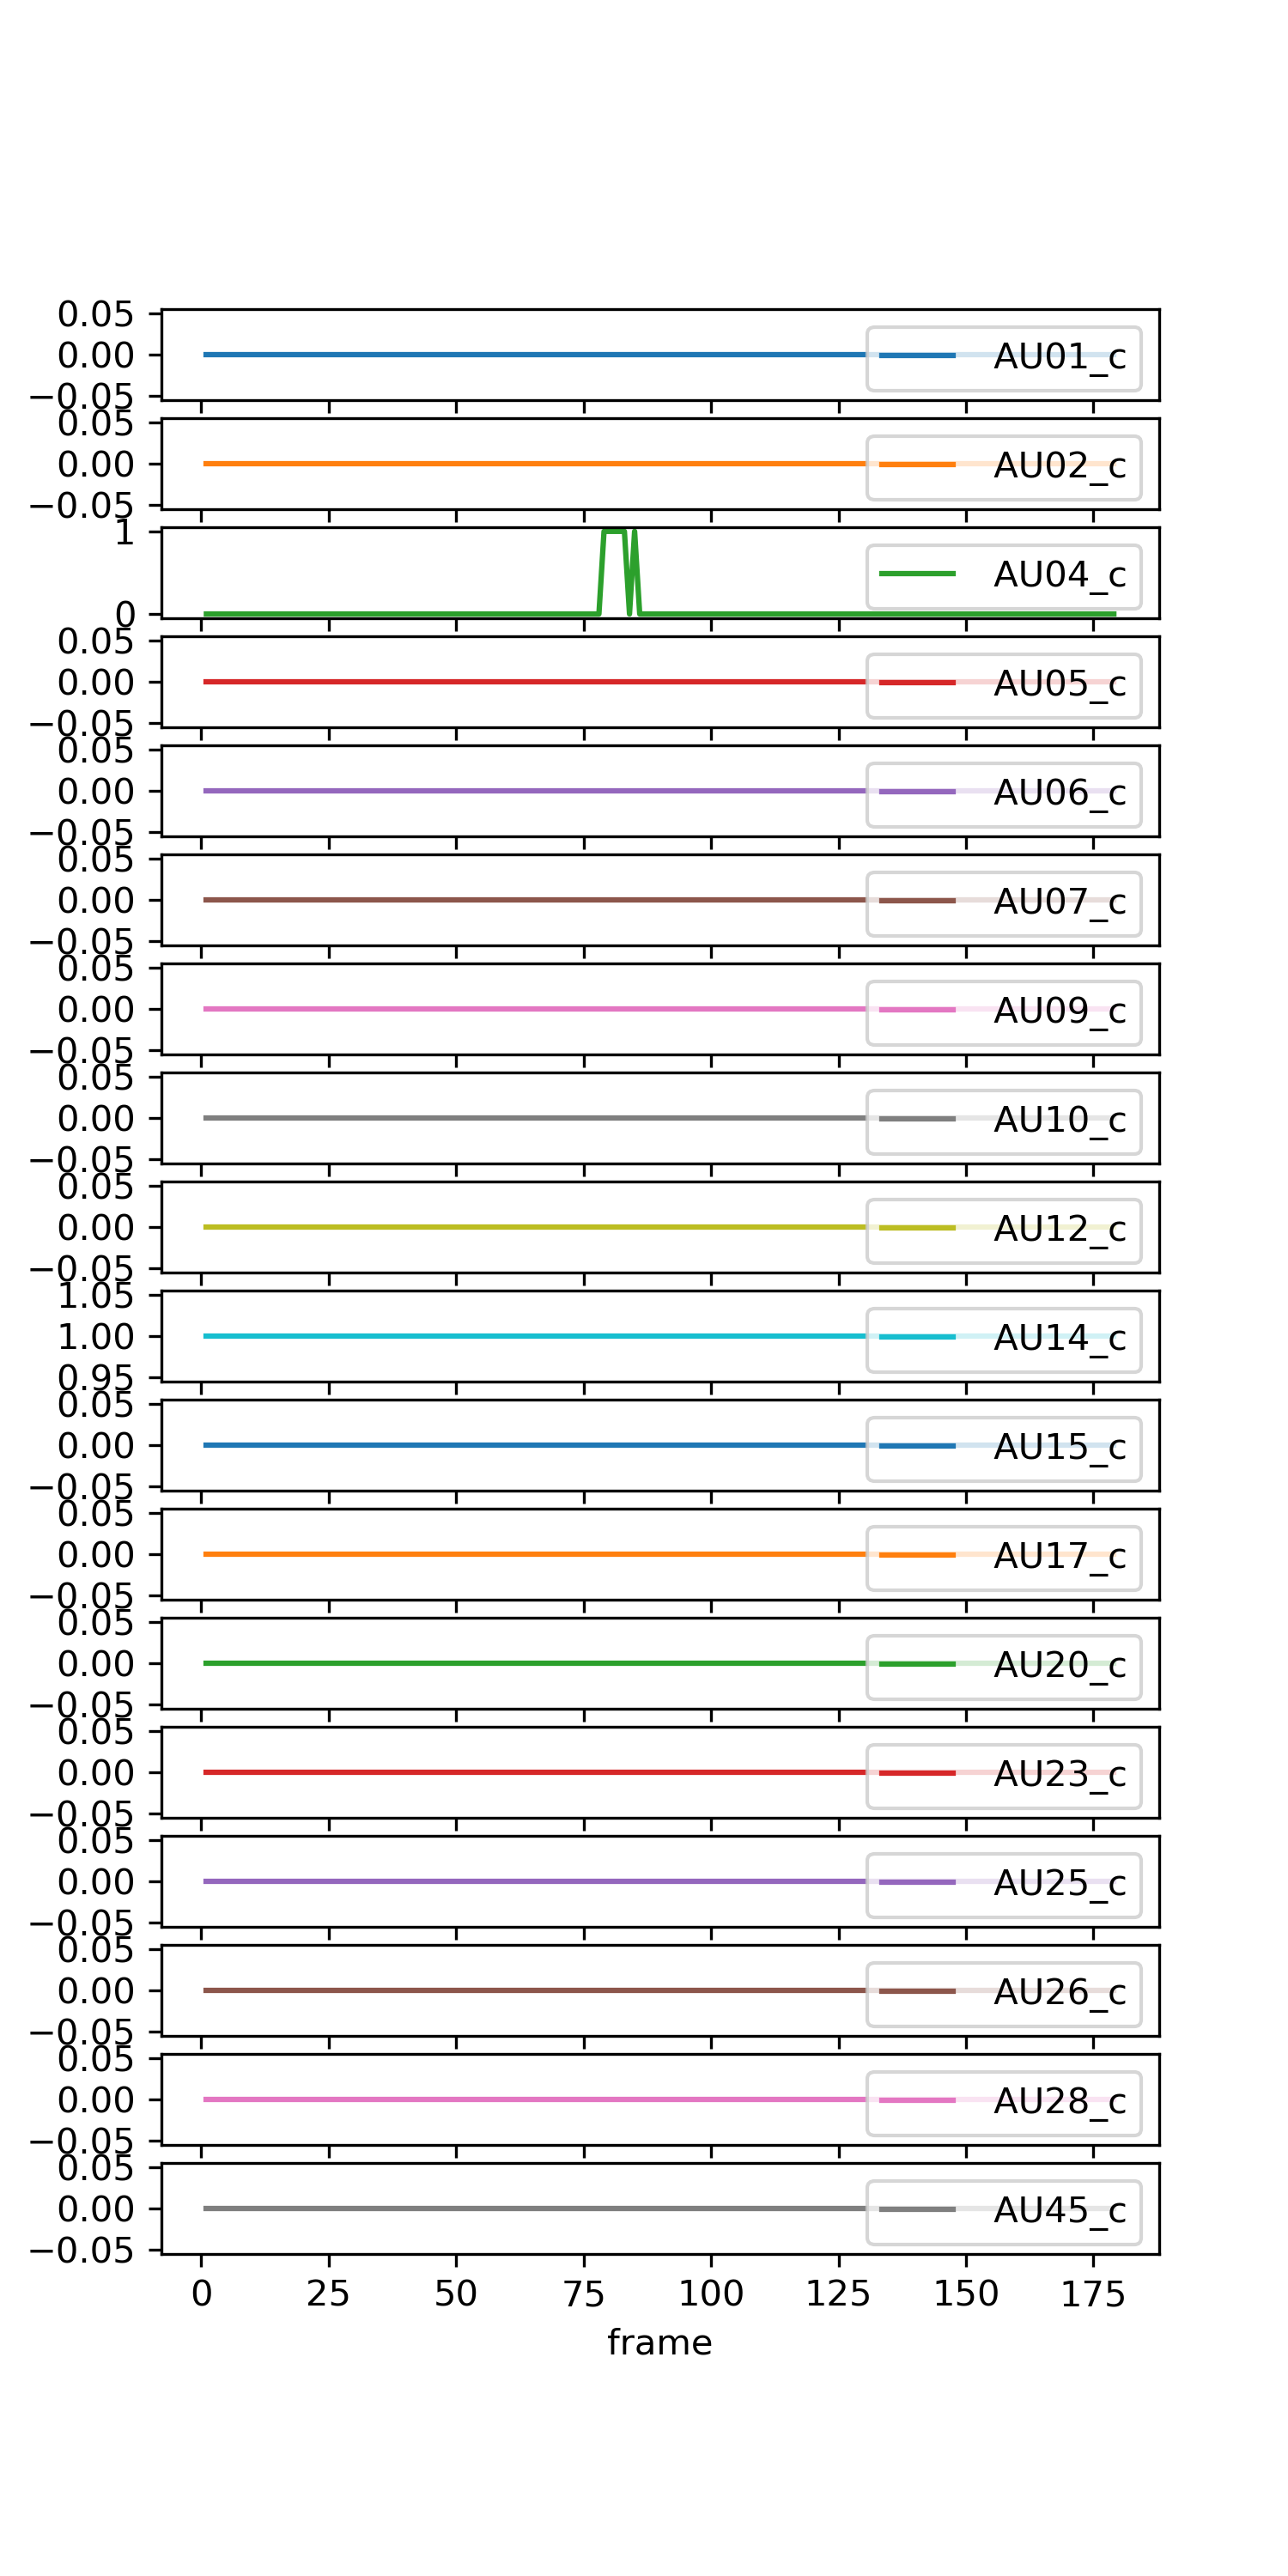 0.05
0.00 AU01_c
−0.05
0.05
0.00 AU02_c
−0.05
1
AU04_c
0
0.05
0.00 AU05_c
−0.05
0.05
0.00 AU06_c
−0.05
0.05
0.00 AU07_c
−0.05
0.05
0.00 AU09_c
−0.05
0.05
0.00 AU10_c
−0.05
0.05
0.00 AU12_c
−0.05
1.05
1.00 AU14_c
0.95
0.05
0.00 AU15_c
−0.05
0.05
0.00 AU17_c
−0.05
0.05
0.00 AU20_c
−0.05
0.05
0.00 AU23_c
−0.05
0.05
0.00 AU25_c
−0.05
0.05
0.00 AU26_c
−0.05
0.05
0.00 AU28_c
−0.05
0.05
0.00 AU45_c
−0.05
0 25 50 75 100 125 150 175
frame